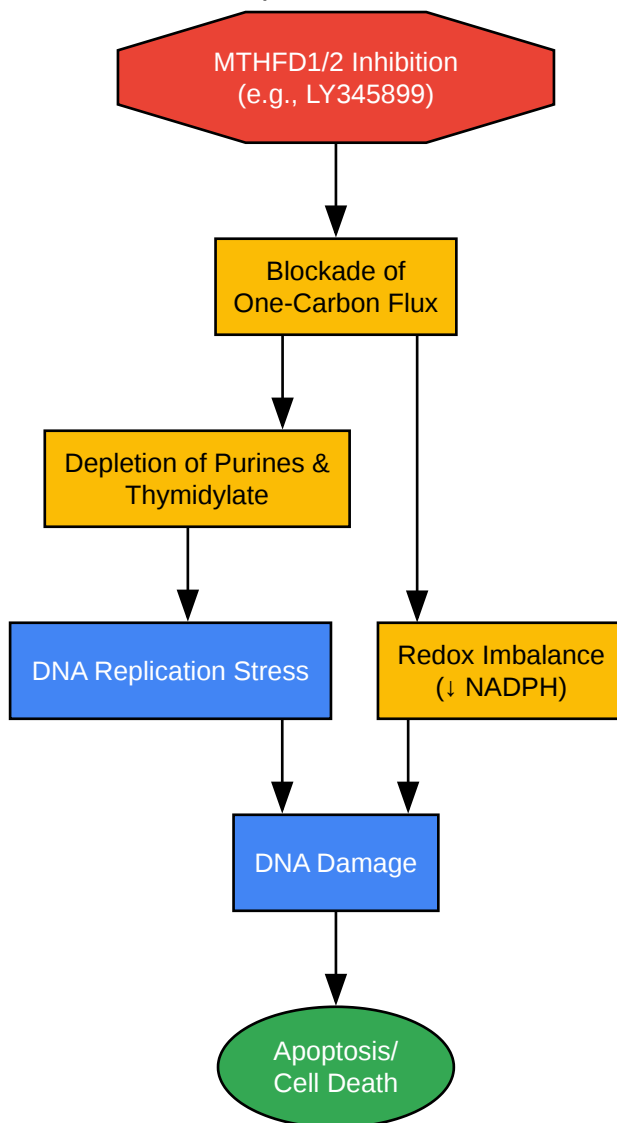 MTHFD1/2 Inhibition
(e.g., LY345899)
Blockade of
One-Carbon Flux
Depletion of Purines &
Thymidylate
DNA Replication Stress
Redox Imbalance
(↓ NADPH)
DNA Damage
Apoptosis/
Cell Death